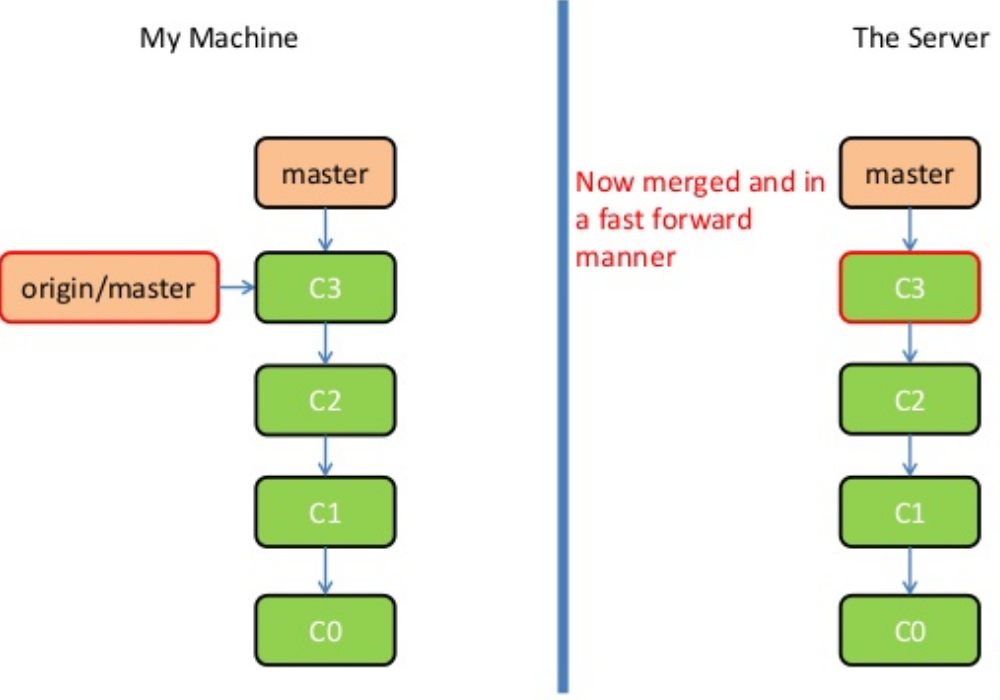 My Machine
The Server
master
origin/master
C3
C2
C1
C0
Now merged and in
a fast forward
manner
master
C3
C2
C1
C0